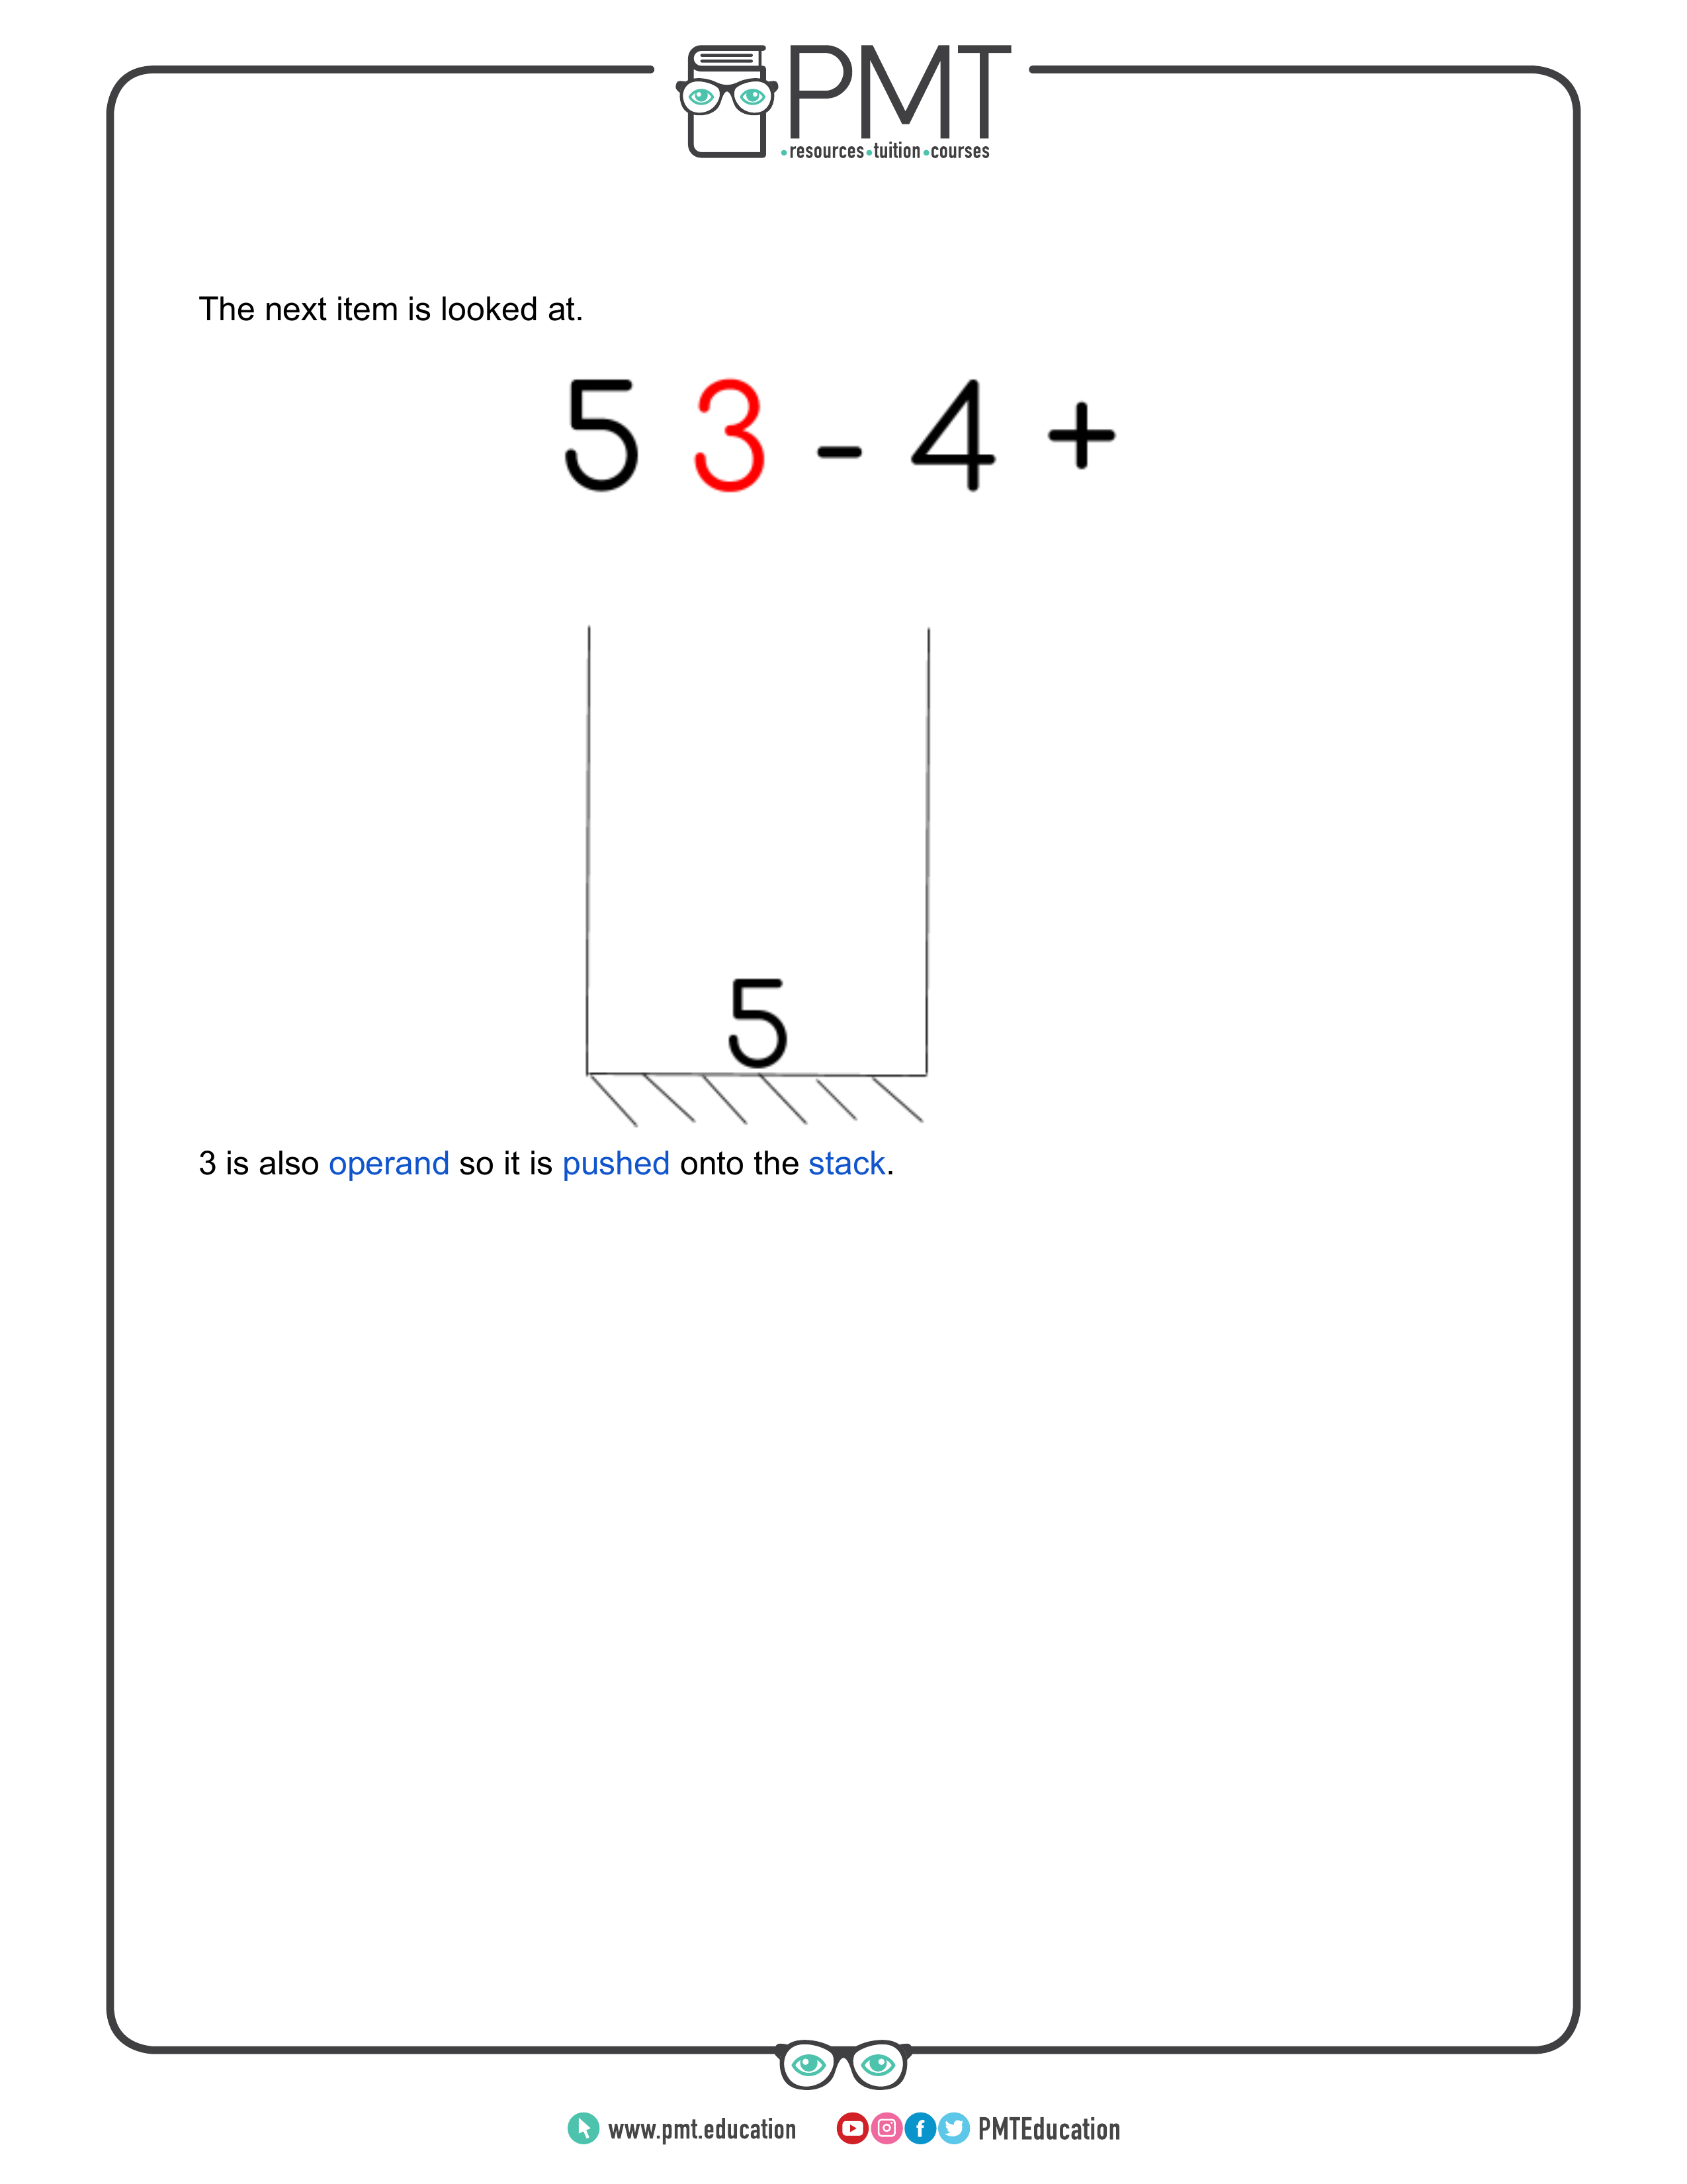 PMT
resources tuition courses
The next item is looked at.
5 3 - 4 +
5
3 is also operand so it is pushed onto the stack.
www.pmt.education PMTEducation